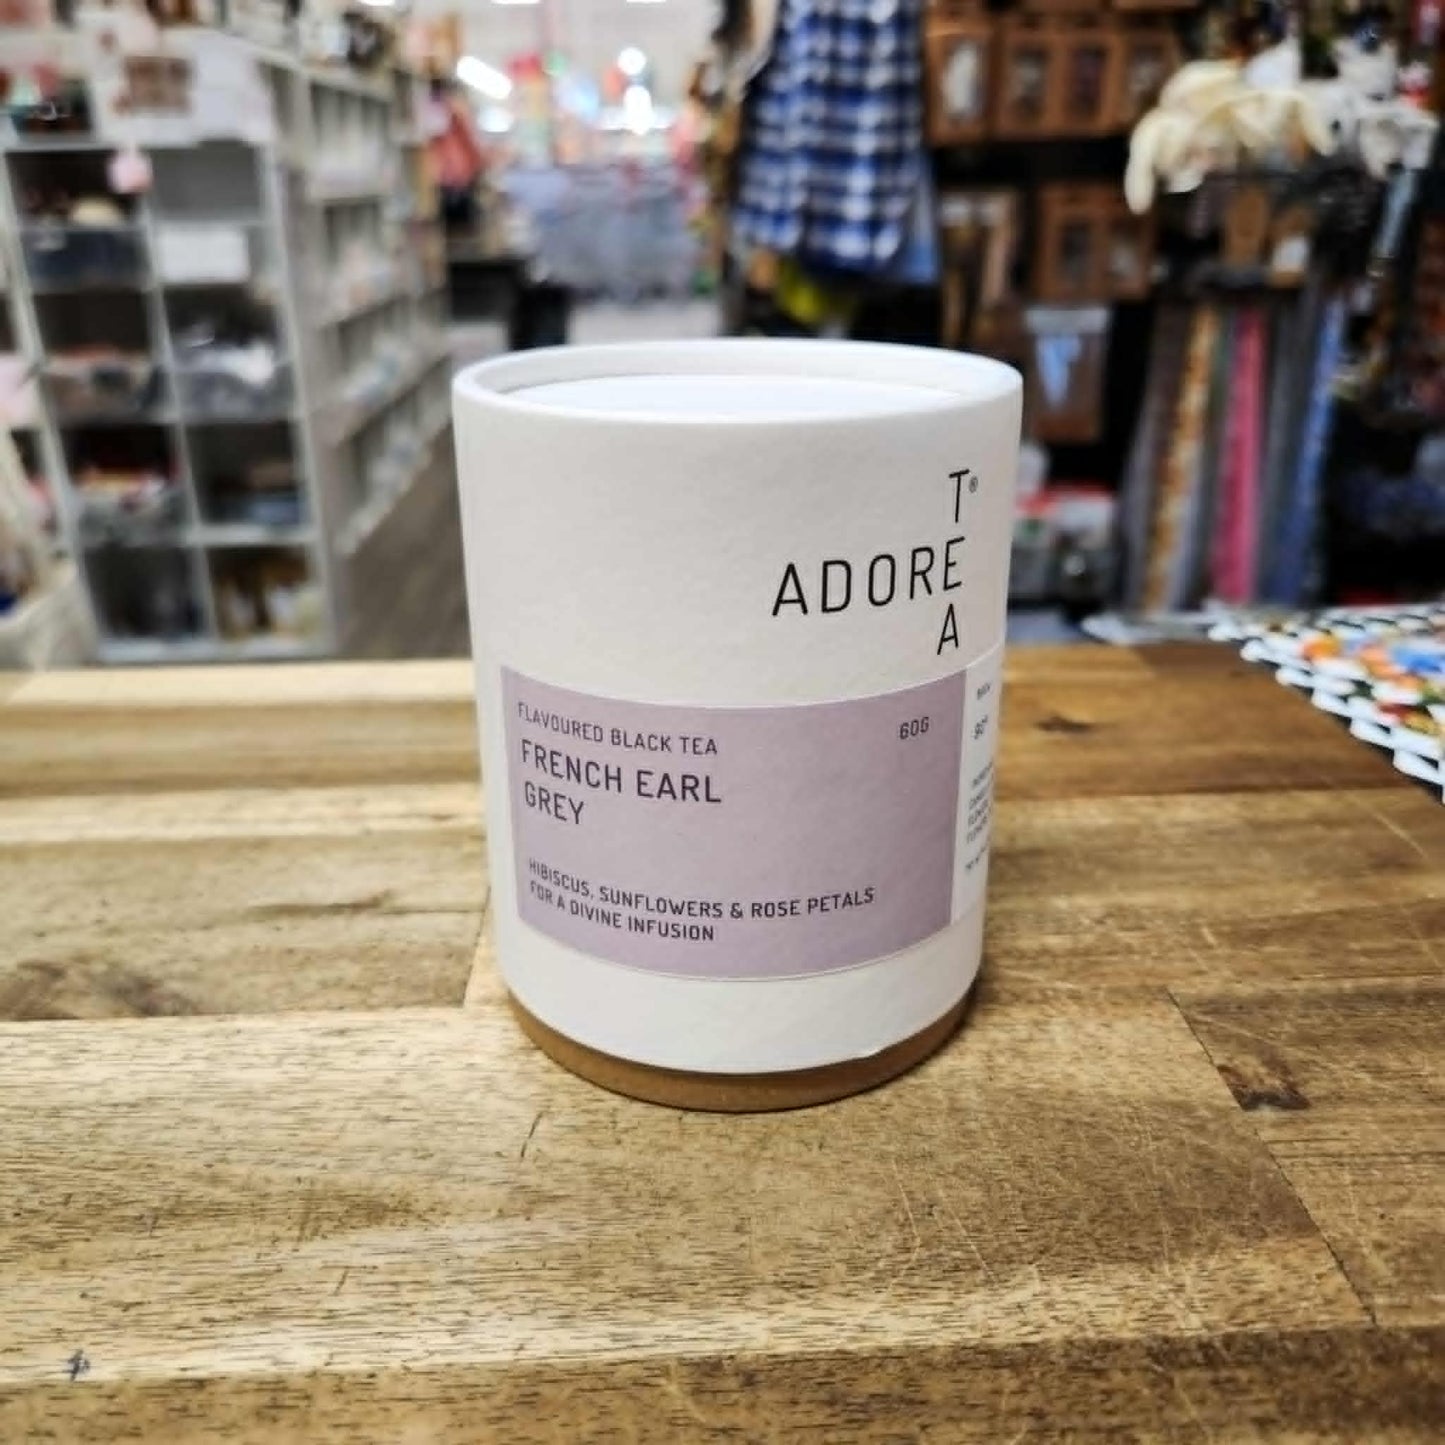 T®
ADORE
A
FLAVOURED BLACK TEA
60G
FRENCH EARL
GREY
HIBISCUS, SUNFLOWERS & ROSE PETALS
FOR A DIVINE INFUSION